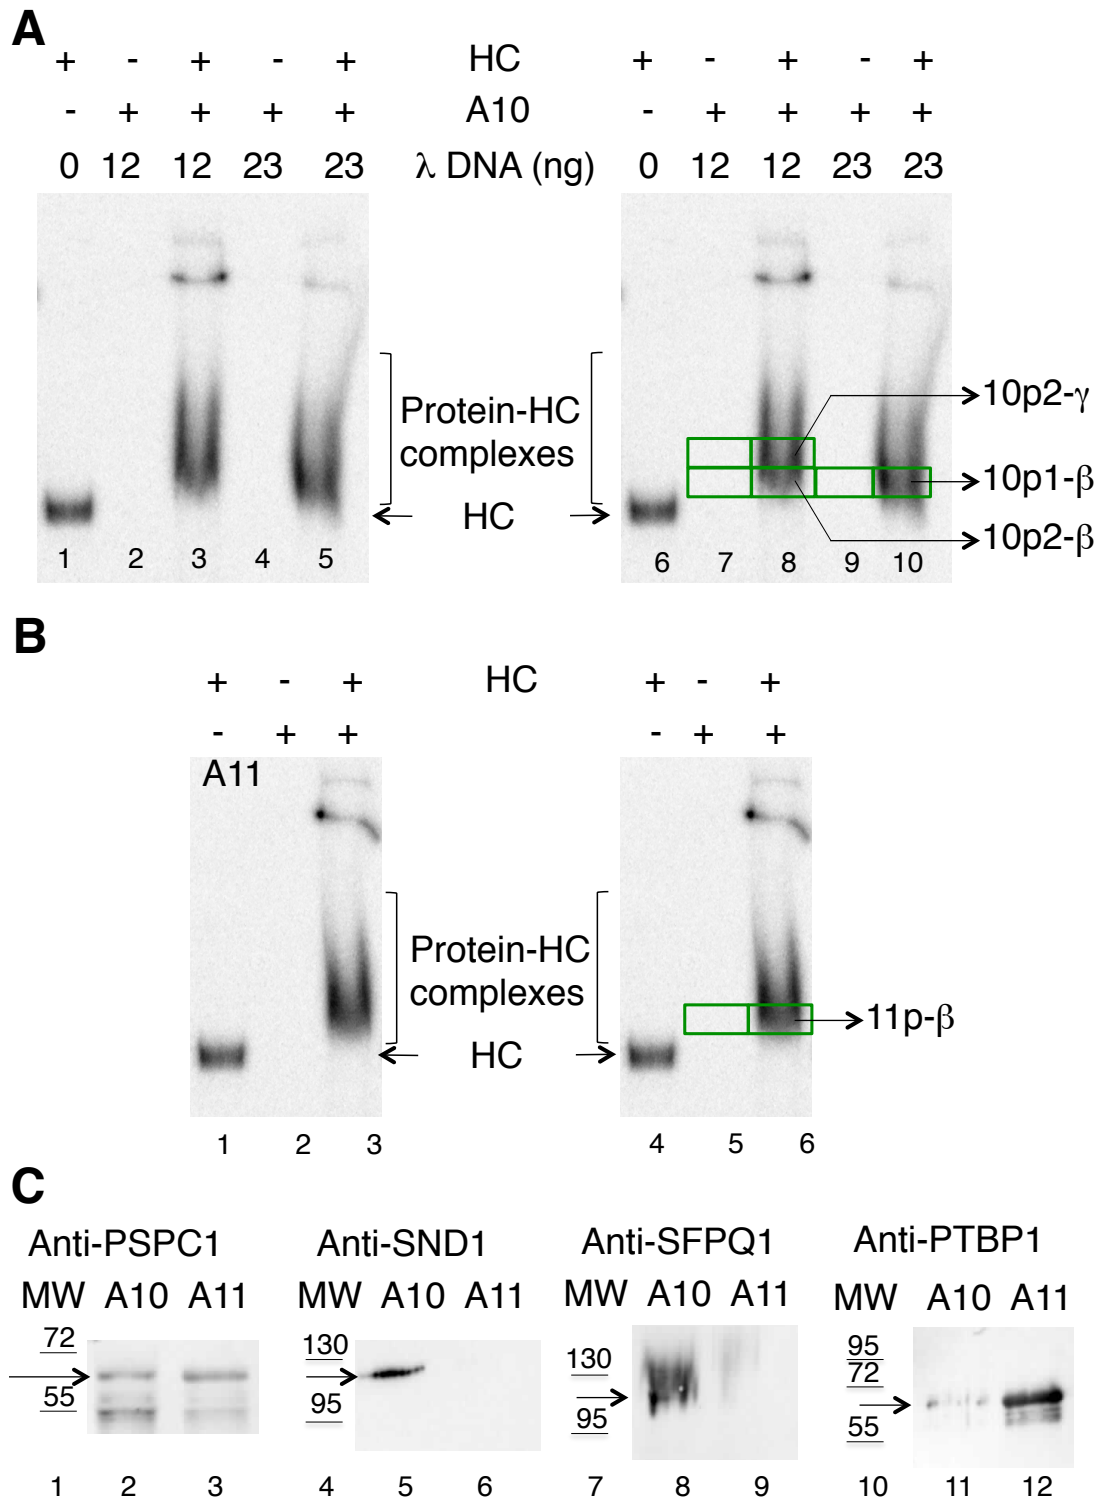 A
+ - + - + HC + - + - +
- + + + + A10 - + + + +
0 12 12 23 23 λ DNA (ng) 0 12 12 23 23
Protein-HC
complexes
HC
10p2-γ
10p1-β
10p2-β
1 2 3 4 5 6 7 8 9 10
B
+ - + HC + - +
- + + - + +
A11
Protein-HC
complexes
HC
11p-β
1 2 3 4 5 6
C
Anti-PSPC1 Anti-SND1 Anti-SFPQ1 Anti-PTBP1
MW A10 A11 MW A10 A11 MW A10 A11 MW A10 A11
72 130 130 95
72
55 95 95 55
1 2 3 4 5 6 7 8 9 10 11 12